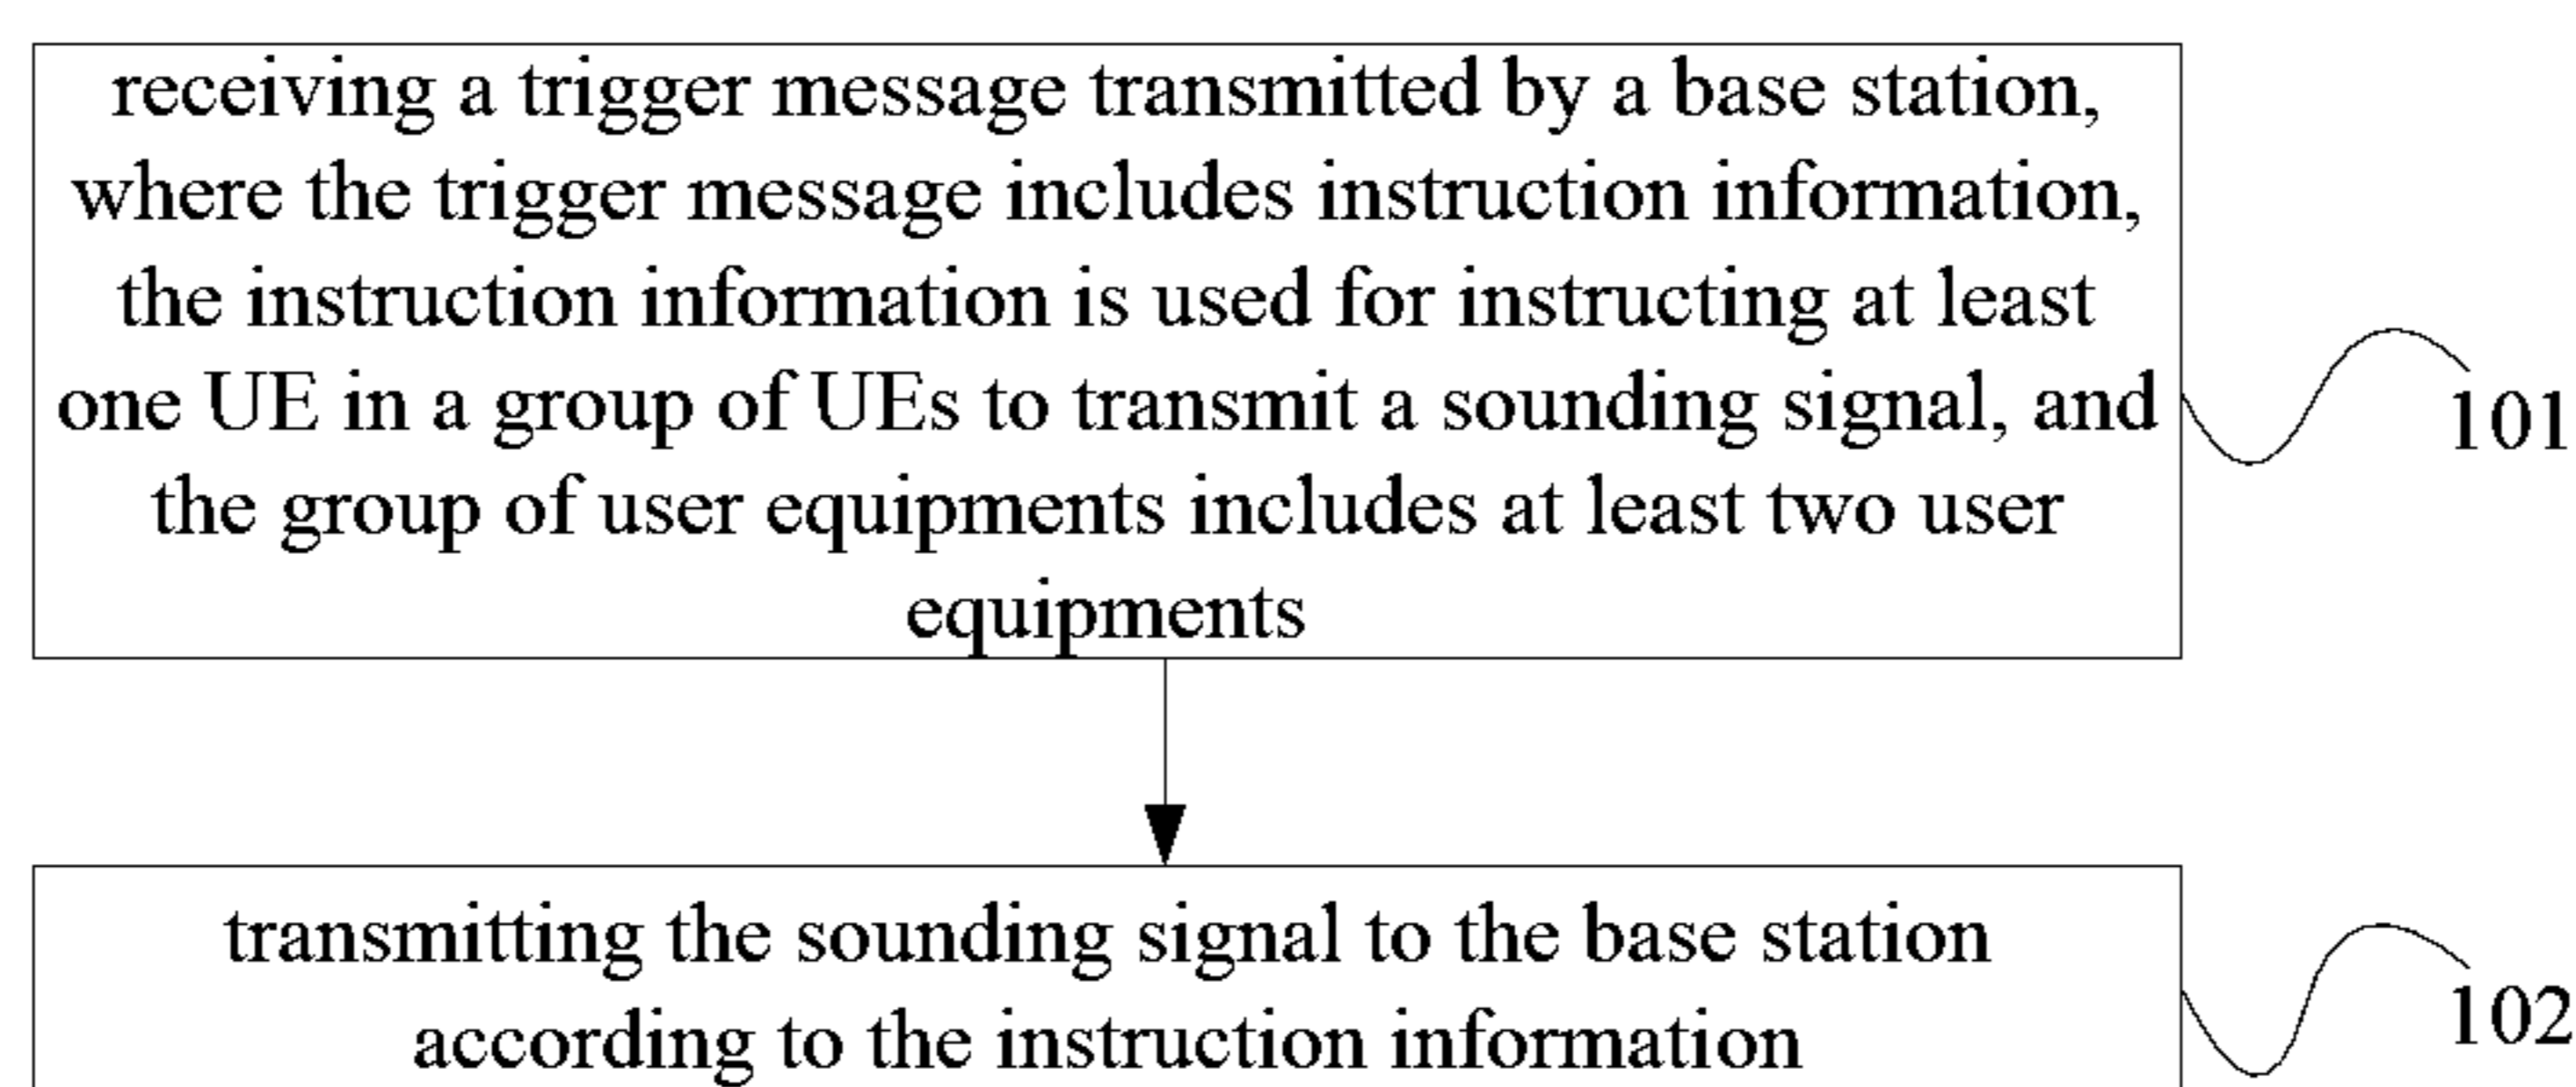 receiving a trigger message transmitted by a base station,
where the trigger message includes instruction information,
the instruction information is used for instructing at least
one UE in a group of UEs to transmit a sounding signal, and
the group of user equipments includes at least two user
equipments
101
transmitting the sounding signal to the base station
according to the instruction information
102